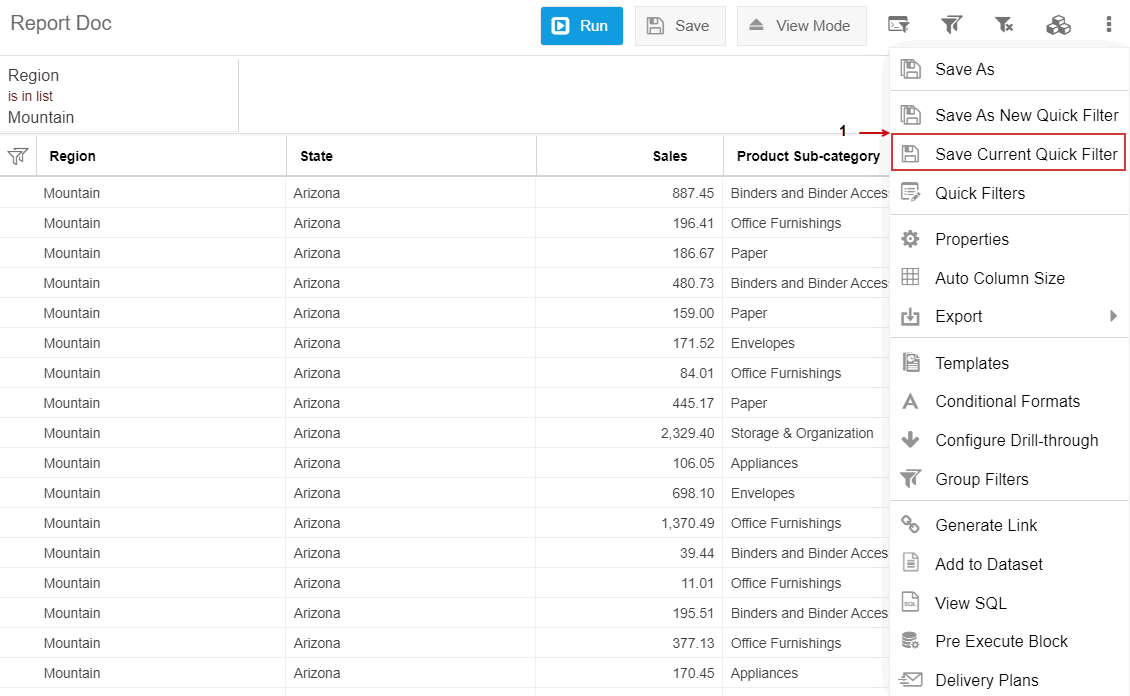 Report Doc
Run
Save
View Mode
Region
is in list
Mountain
Save As
Save As New Quick Filter
1
Save Current Quick Filter
Quick Filters
Properties
Auto Column Size
Export
Templates
Conditional Formats
Configure Drill-through
Group Filters
Generate Link
Add to Dataset
SQL
View SQL
Pre Execute Block
Delivery Plans
Region State Sales Product Sub-category
Mountain Arizona 887.45 Binders and Binder Acces
Mountain Arizona 196.41 Office Furnishings
Mountain Arizona 186.67 Paper
Mountain Arizona 480.73 Binders and Binder Acces
Mountain Arizona 159.00 Paper
Mountain Arizona 171.52 Envelopes
Mountain Arizona 84.01 Office Furnishings
Mountain Arizona 445.17 Paper
Mountain Arizona 2,329.40 Storage & Organization
Mountain Arizona 106.05 Appliances
Mountain Arizona 698.10 Envelopes
Mountain Arizona 1,370.49 Office Furnishings
Mountain Arizona 39.44 Binders and Binder Acces
Mountain Arizona 11.01 Office Furnishings
Mountain Arizona 195.51 Binders and Binder Acces
Mountain Arizona 377.13 Office Furnishings
Mountain Arizona 170.45 Appliances